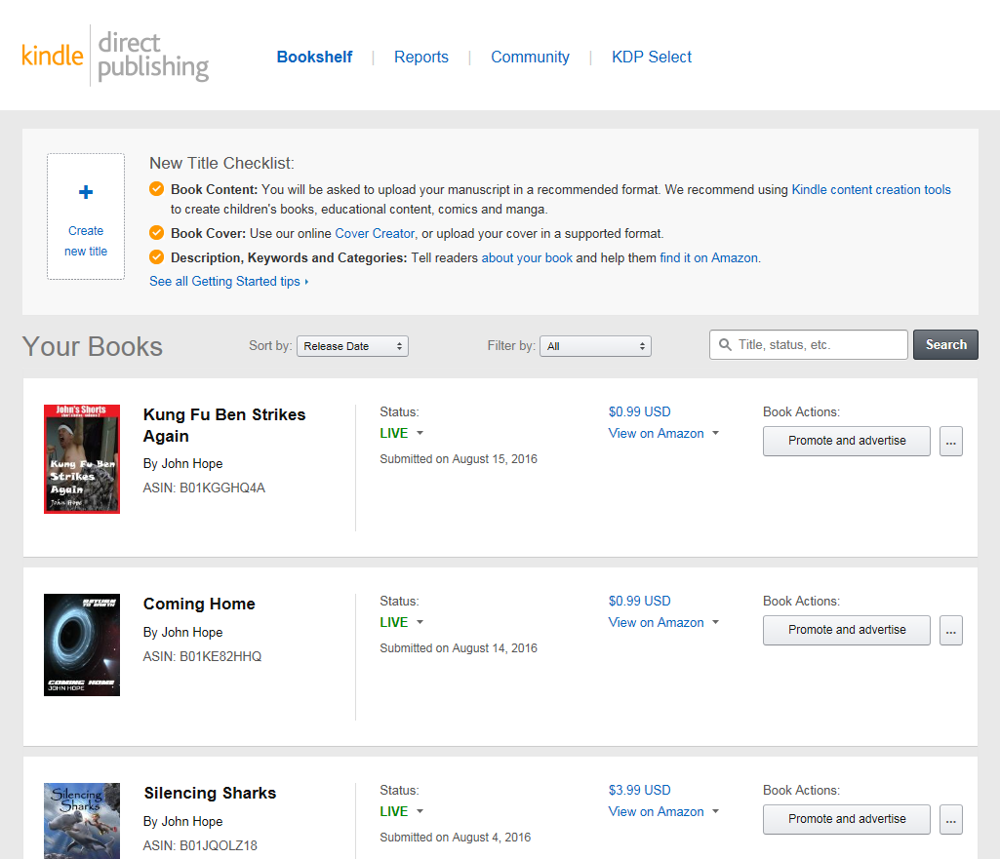 kindle direct publishing
Bookshelf | Reports | Community | KDP Select
New Title Checklist:
+
Create
new title
Book Content: You will be asked to upload your manuscript in a recommended format. We recommend using Kindle content creation tools
to create children's books, educational content, comics and manga.
Book Cover: Use our online Cover Creator, or upload your cover in a supported format.
Description, Keywords and Categories: Tell readers about your book and help them find it on Amazon.
See all Getting Started tips ›
Your Books
Sort by: Release Date
Filter by: All
Title, status, etc.
Search
John's Shorts
Kung Fu Ben
Strikes
Again
John Hope
Kung Fu Ben Strikes
Again
By John Hope
ASIN: B01KGGHQ4A
Status:
LIVE
Submitted on August 15, 2016
$0.99 USD
View on Amazon
Book Actions:
Promote and advertise
...
RETURN
TO EARTH
COMING HOME
JOHN HOPE
Coming Home
By John Hope
ASIN: B01KE82HHQ
Status:
LIVE
Submitted on August 14, 2016
$0.99 USD
View on Amazon
Book Actions:
Promote and advertise
...
Silencing
Sharks
Silencing Sharks
By John Hope
ASIN: B01JQOLZ18
Status:
LIVE
Submitted on August 4, 2016
$3.99 USD
View on Amazon
Book Actions:
Promote and advertise
...